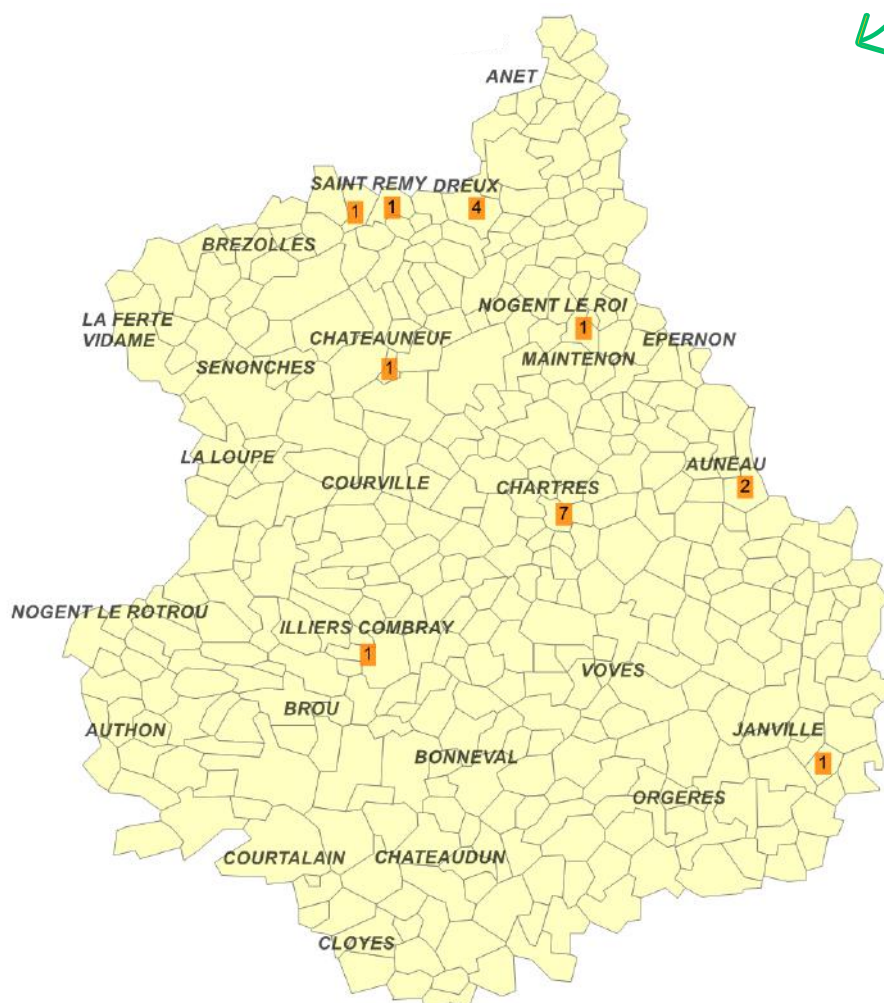 ANET
SAINT REMY DREUX
1 1 4
BREZOLLES
NOGENT LE ROI
LA FERTE
VIDAME
CHATEAUNEUF
1
EPERNON
SENONCHES
1
MAINTENON
LA LOUPE
AUNEAU
COURVILLE
CHARTRES
2
7
NOGENT LE ROTROU
ILLIERS COMBRAY
1
VOVES
BROU
AUTHON
JANVILLE
BONNEVAL
1
ORGERES
COURTALAIN
CHATEAUDUN
CLOYES